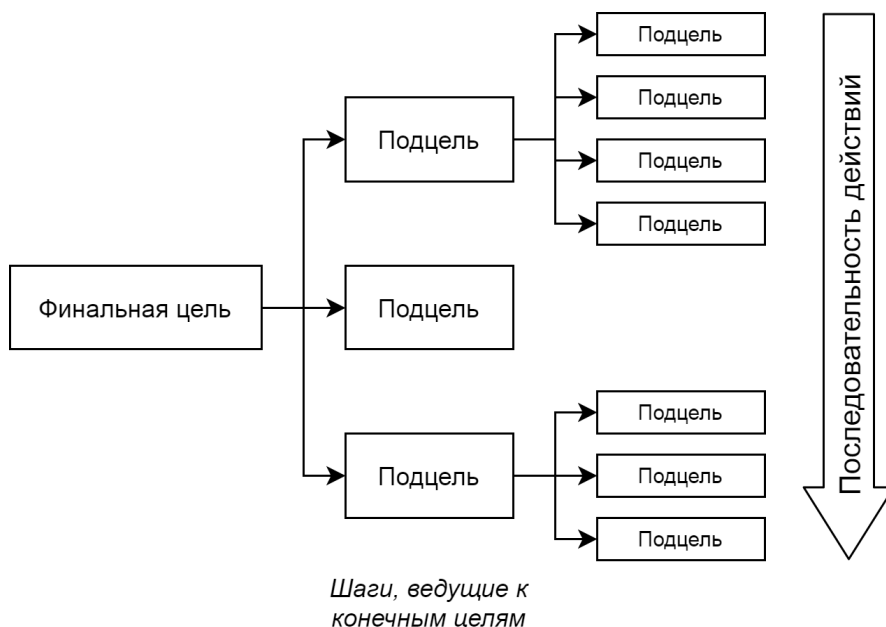 Подцель
Подцель
Подцель
Подцель
Подцель
Финальная цель
Подцель
Подцель
Подцель
Подцель
Подцель
Последовательность действий
Шаги, ведущие к
конечным целям